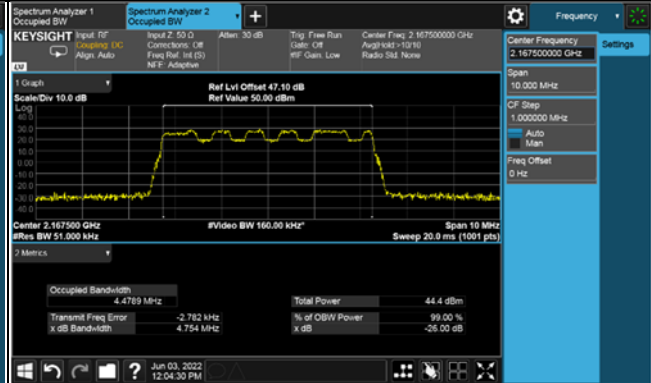 Spectrum Analyzer 1
Occupied BW
Spectrum Analyzer 2
Occupied BW
Frequency
KEYSIGHT
Input: RF
Coupling: DC
Align: Auto
Input Z: 50 Ω
Corrections: Off
Freq Ref: Int (S)
NFE: Adaptive
Atten: 30 dB
Trig: Free Run
Gate: Off
#IF Gain: Low
Center Freq: 2.167500000 GHz
Avg|Hold:>10/10
Radio Std: None
LXI
Center Frequency
2.167500000 GHz
Settings
Span
10.000 MHz
CF Step
1.000000 MHz
Auto
Man
Freq Offset
0 Hz
1 Graph
Scale/Div 10.0 dB
Ref Lvl Offset 47.10 dB
Ref Value 50.00 dBm
Log
40.0
30.0
20.0
10.0
0.00
-10.0
-20.0
-30.0
-40.0
Center 2.167500 GHz
#Res BW 51.000 kHz
#Video BW 160.00 kHz*
Span 10 MHz
Sweep 20.0 ms (1001 pts)
2 Metrics
Occupied Bandwidth
4.4789 MHz
Total Power 44.4 dBm
Transmit Freq Error -2.782 kHz
% of OBW Power 99.00 %
x dB Bandwidth 4.754 MHz
x dB -26.00 dB
?
Jun 03, 2022
12:04:30 PM